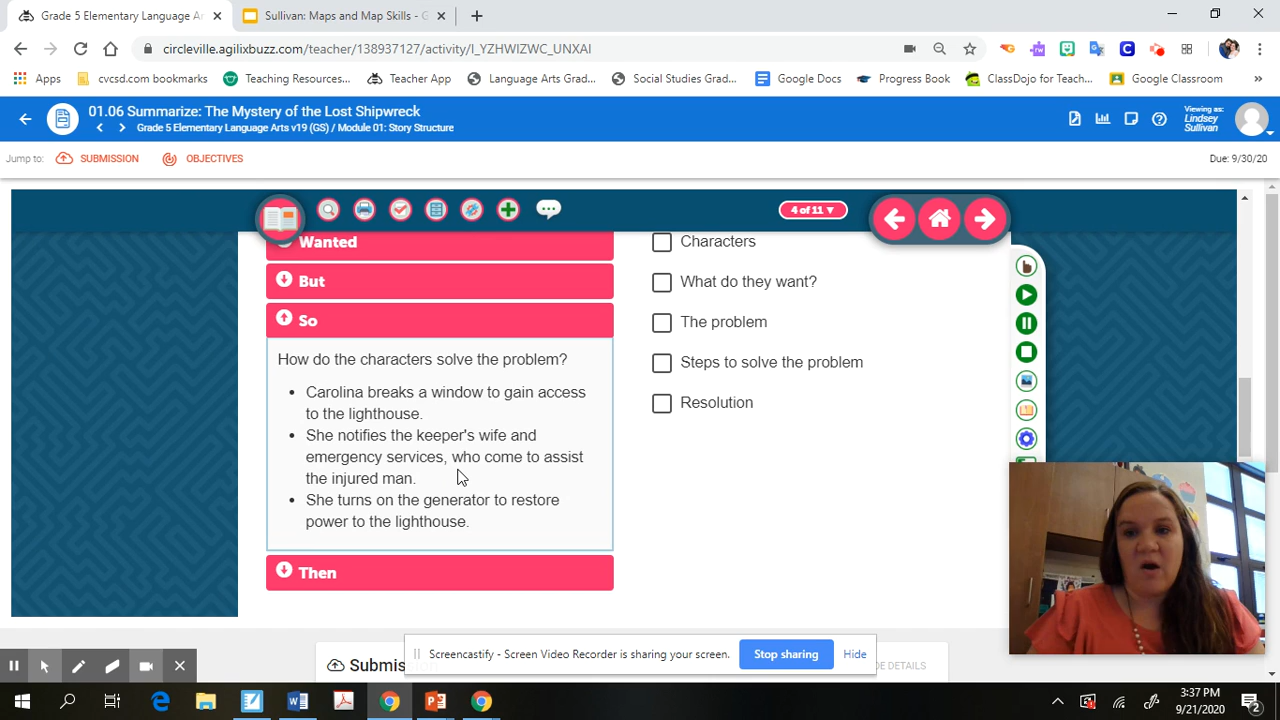 Grade 5 Elementary Language Ar
Sullivan: Maps and Map Skills - G
circleville.agilixbuzz.com/teacher/138937127/activity/I_YZHWIZWC_UNXAI
Apps
cvcsd.com bookmarks
Teaching Resources...
Teacher App
Language Arts Grad...
Social Studies Grad...
Google Docs
Progress Book
ClassDojo for Teach...
Google Classroom
»
01.06 Summarize: The Mystery of the Lost Shipwreck
Grade 5 Elementary Language Arts v19 (GS) / Module 01: Story Structure
Viewing as:
Lindsey
Sullivan
Jump to:
SUBMISSION
OBJECTIVES
Due: 9/30/20
4 of 11 ▼
Wanted
But
So
How do the characters solve the problem?
• Carolina breaks a window to gain access
to the lighthouse.
• She notifies the keeper's wife and
emergency services, who come to assist
the injured man.
• She turns on the generator to restore
power to the lighthouse.
Then
Characters
What do they want?
The problem
Steps to solve the problem
Resolution
Submiss
DE DETAILS
Screencastify - Screen Video Recorder is sharing your screen.
Stop sharing
Hide
3:37 PM
9/21/2020
2